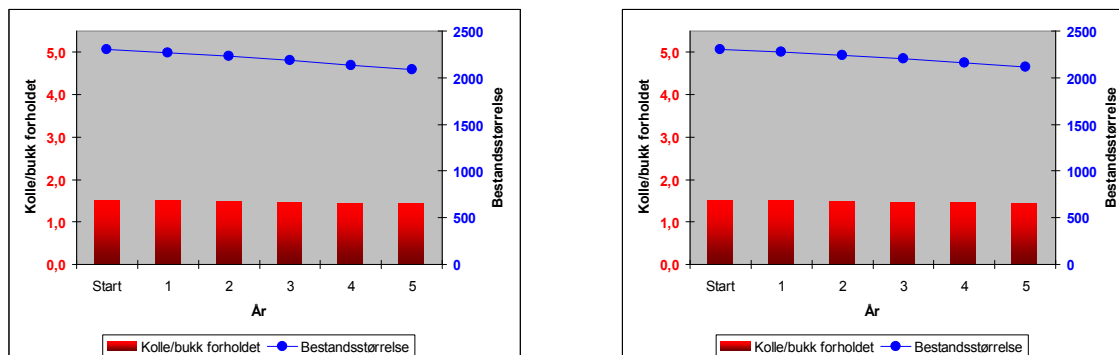 5,0
4,0
3,0
2,0
1,0
0,0
Kolle/bukk forholdet
2500
2000
1500
1000
500
0
Bestandsstørrelse
Start 1 2 3 4 5
År
Kolle/bukk forholdet Bestandsstørrelse
5,0
4,0
3,0
2,0
1,0
0,0
Kolle/bukk forholdet
2500
2000
1500
1000
500
0
Bestandsstørrelse
Start 1 2 3 4 5
År
Kolle/bukk forholdet Bestandsstørrelse